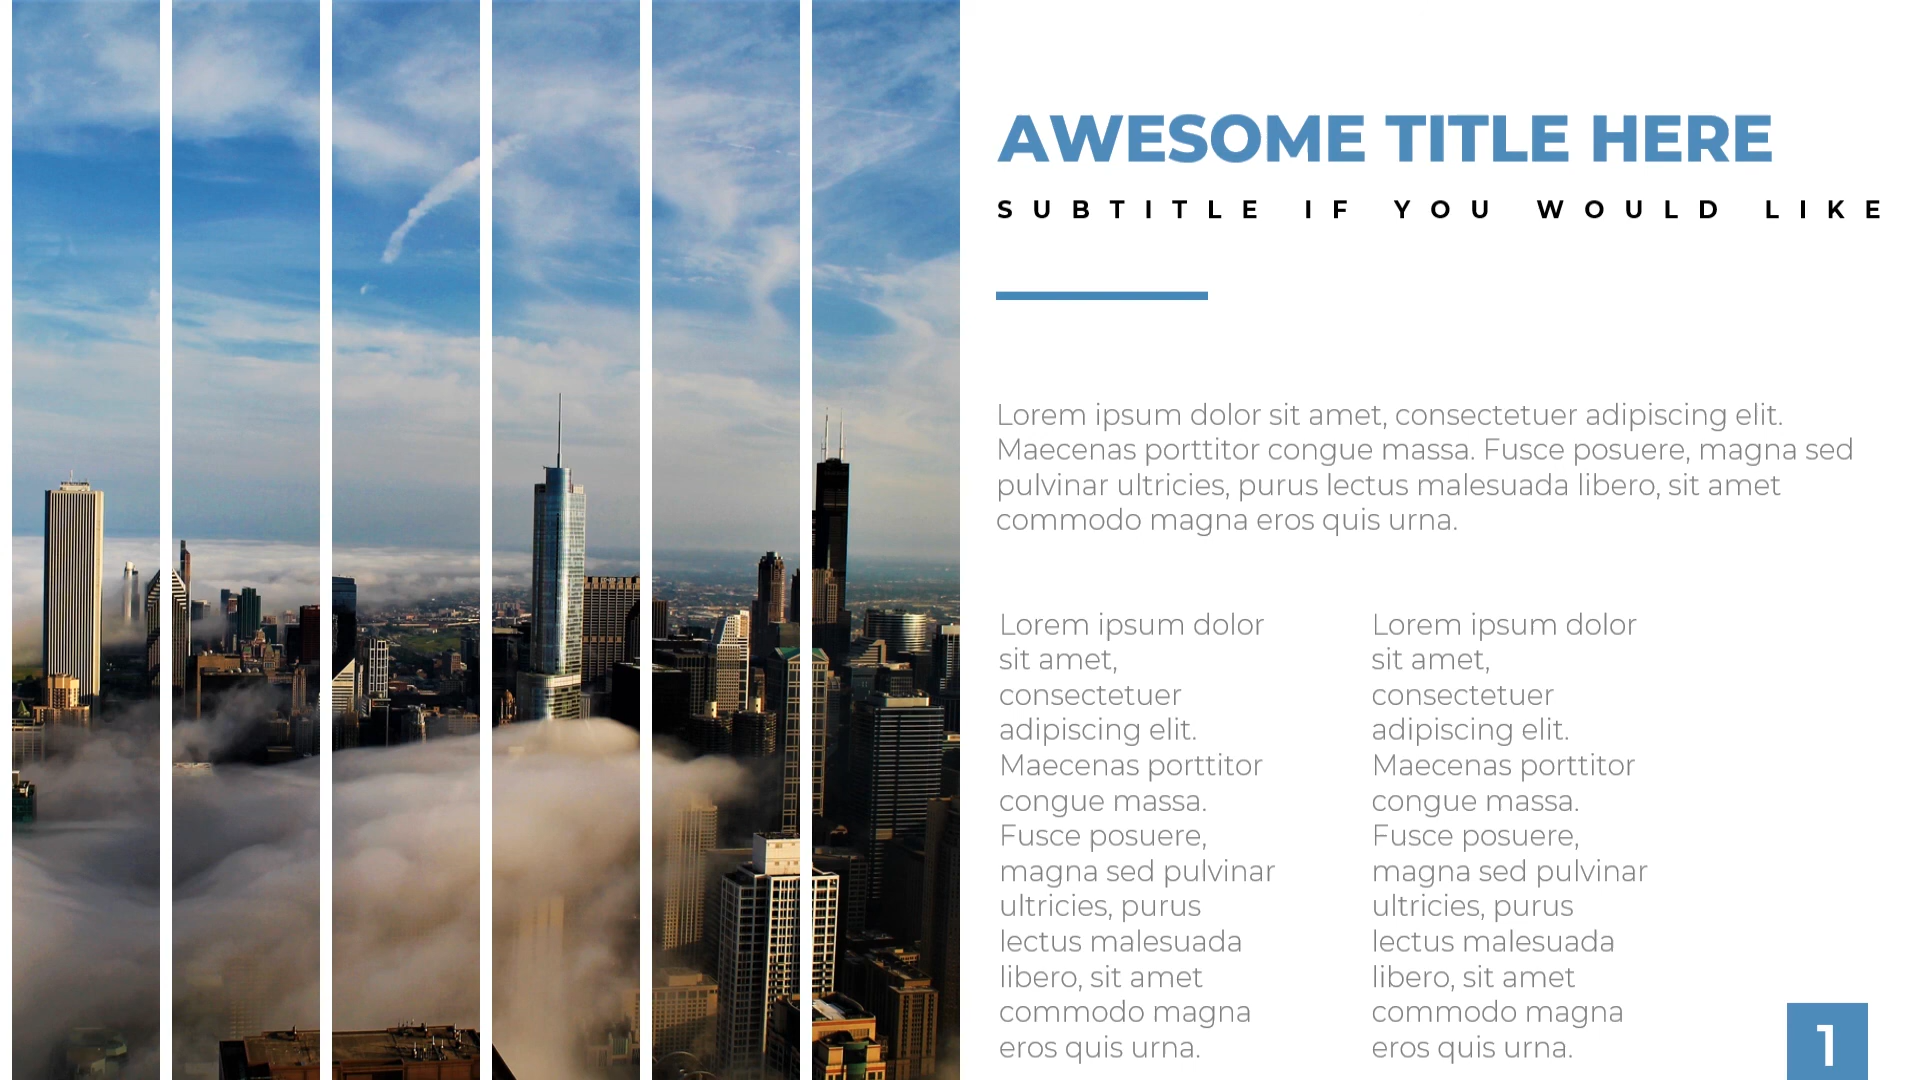 AWESOME TITLE HERE
SUBTITLE IF YOU WOULD LIKE
Lorem ipsum dolor sit amet, consectetuer adipiscing elit.
Maecenas porttitor congue massa. Fusce posuere, magna sed
pulvinar ultricies, purus lectus malesuada libero, sit amet
commodo magna eros quis urna.
Lorem ipsum dolor
sit amet,
consectetuer
adipiscing elit.
Maecenas porttitor
congue massa.
Fusce posuere,
magna sed pulvinar
ultricies, purus
lectus malesuada
libero, sit amet
commodo magna
eros quis urna.
Lorem ipsum dolor
sit amet,
consectetuer
adipiscing elit.
Maecenas porttitor
congue massa.
Fusce posuere,
magna sed pulvinar
ultricies, purus
lectus malesuada
libero, sit amet
commodo magna
eros quis urna.
1